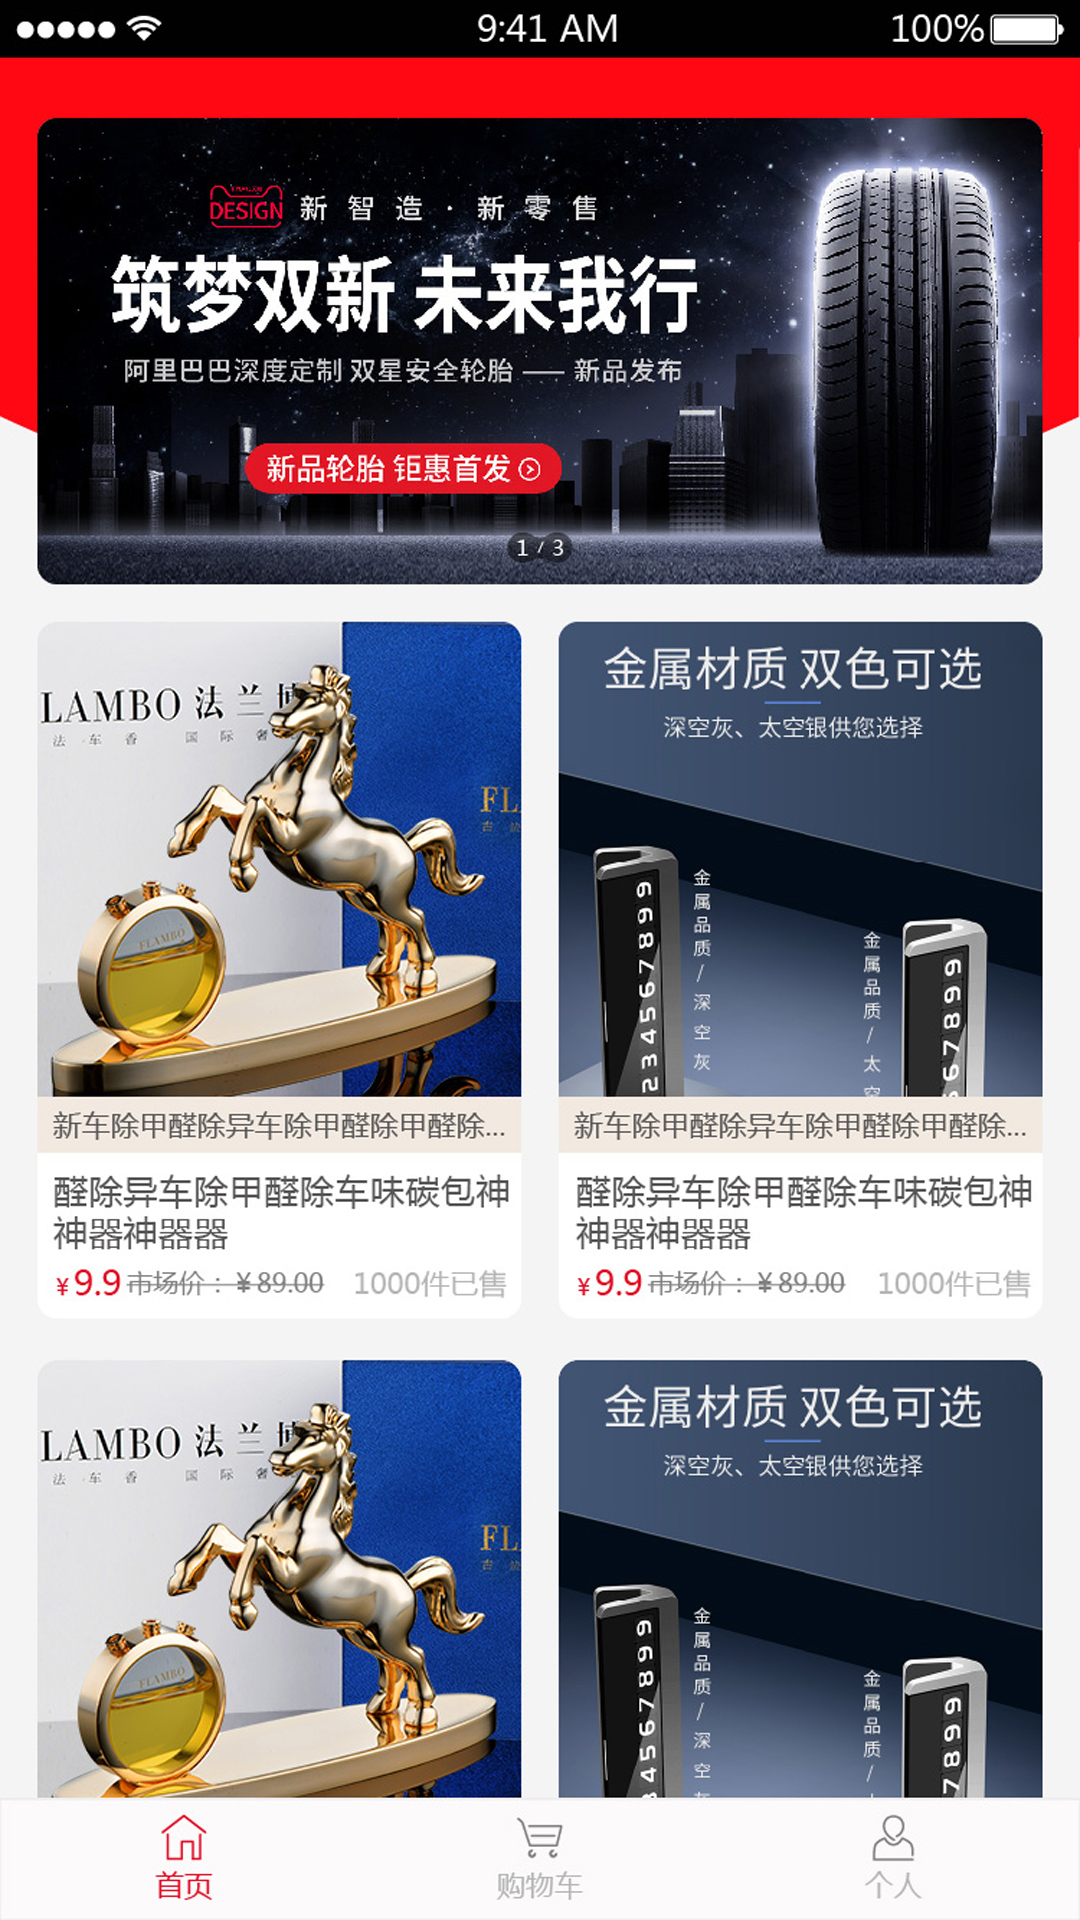 9:41 AM
100%
DESIGN 新智造·新零售
筑梦双新 未来我行
阿里巴巴深度定制 双星安全轮胎 —— 新品发布
新品轮胎 钜惠首发
1 / 3
LAMBO 法兰博
法 车 香 国 际 奢
FL
FLAMBO
金属材质 双色可选
深空灰、太空银供您选择
金属品质/深空灰
金属品质/太空
234567899
67899
新车除甲醛除异车除甲醛除甲醛除...
新车除甲醛除异车除甲醛除甲醛除...
醛除异车除甲醛除车味碳包神
神器神器器
¥9.9 市场价：¥89.00 1000件已售
醛除异车除甲醛除车味碳包神
神器神器器
¥9.9 市场价：¥89.00 1000件已售
LAMBO 法兰博
法 车 香 国 际 奢
FL
FLAMBO
金属材质 双色可选
深空灰、太空银供您选择
金属品质/深空
金属品质/
34567899
7899
首页
购物车
个人